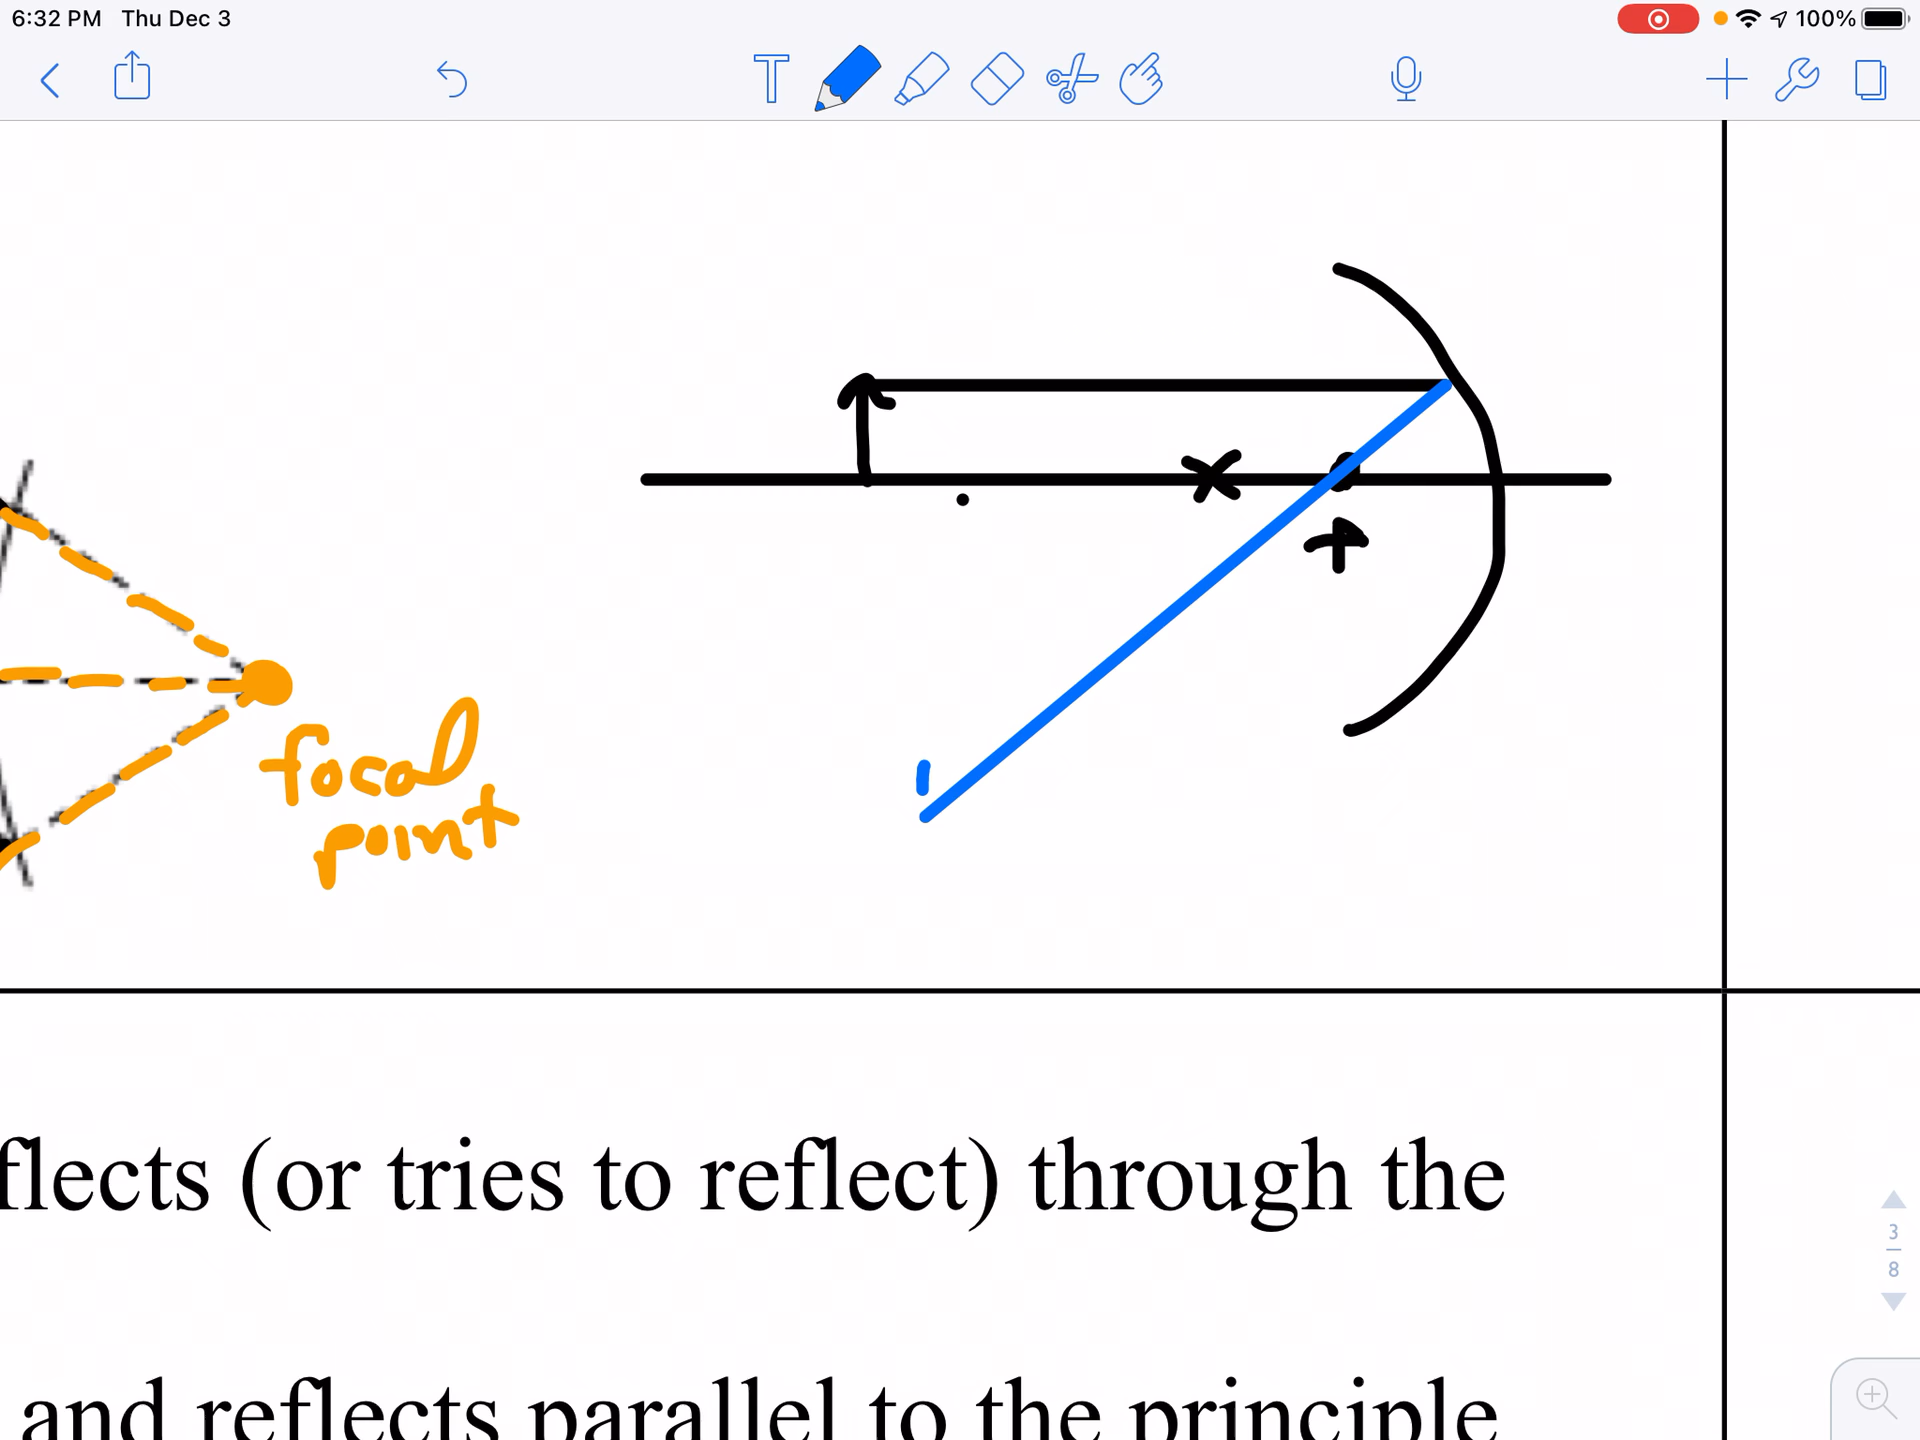 6:32 PM Thu Dec 3
100%
T
focal
point
f
1
flects (or tries to reflect) through the
and reflects parallel to the principle
3
8